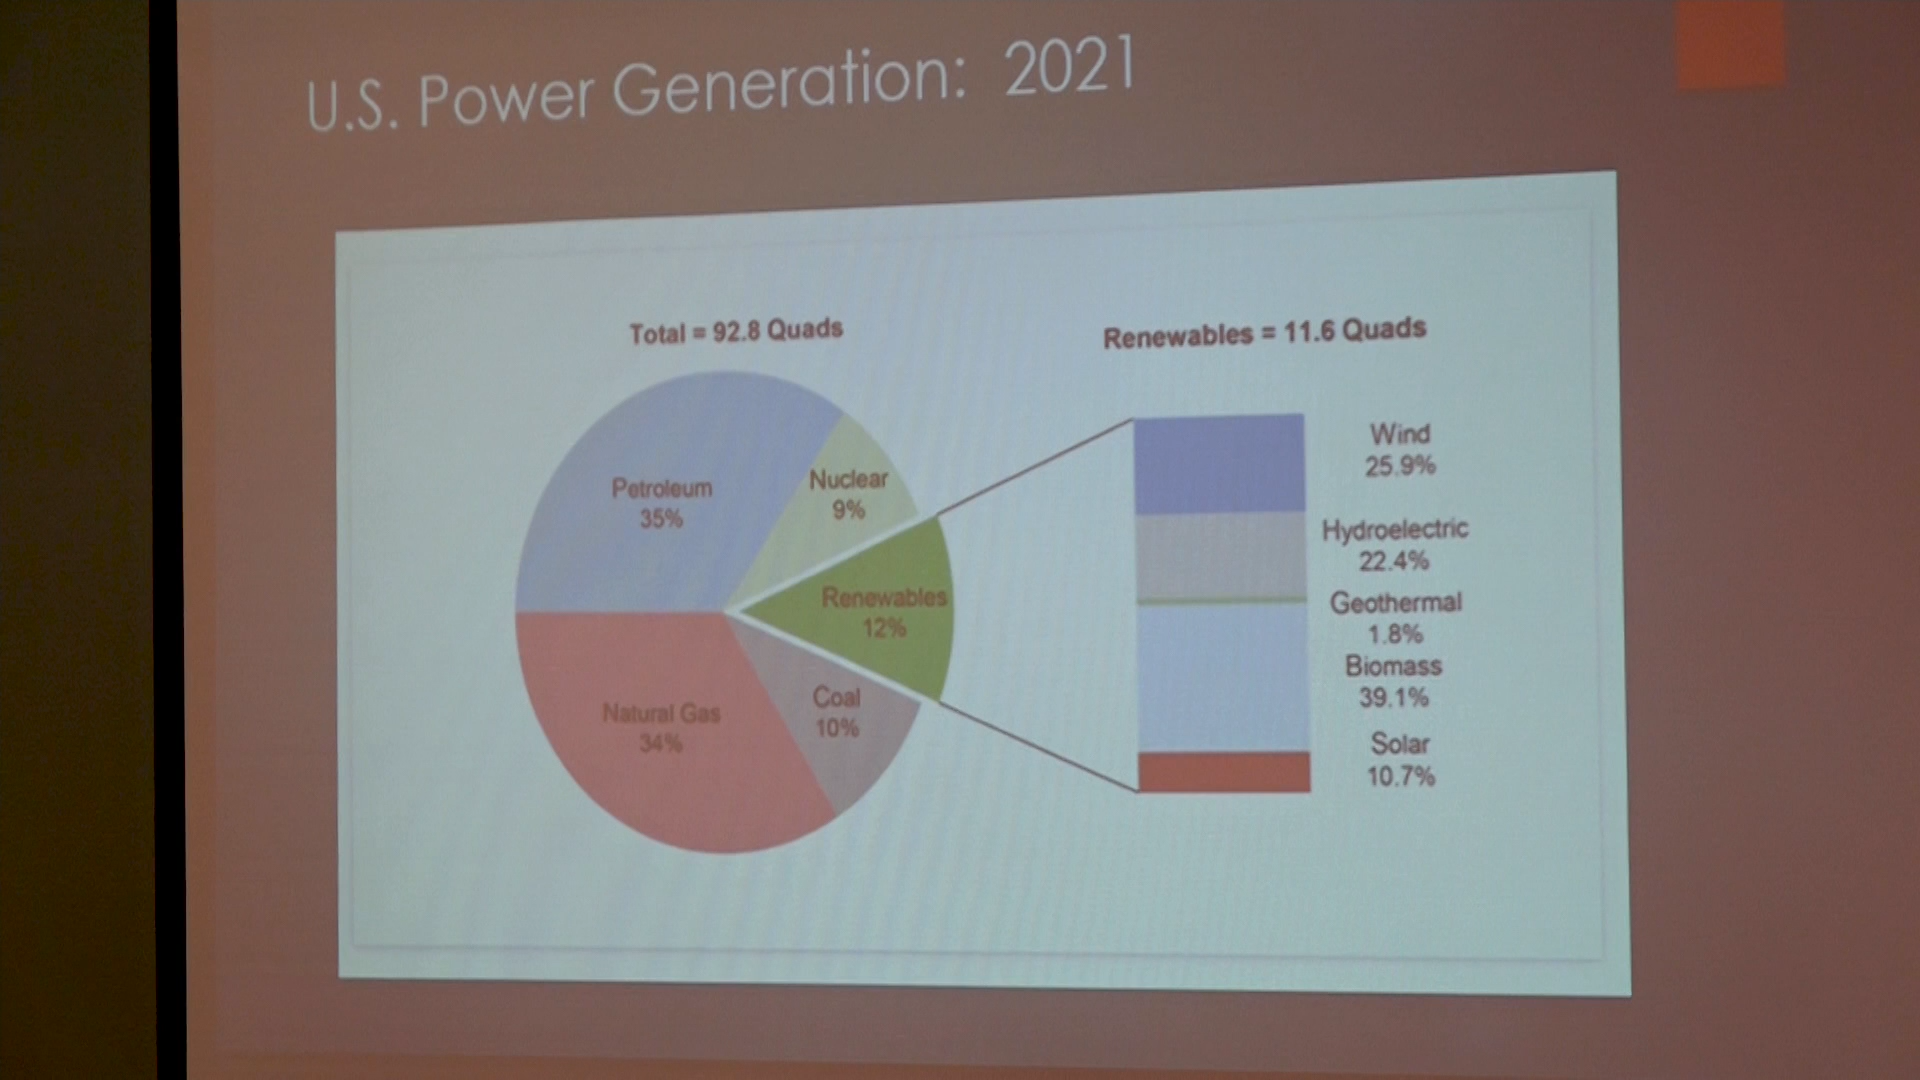 U.S. Power Generation: 2021
Total = 92.8 Quads
Renewables = 11.6 Quads
Petroleum
35%
Nuclear
9%
Renewables
12%
Coal
10%
Natural Gas
34%
Wind
25.9%
Hydroelectric
22.4%
Geothermal
1.8%
Biomass
39.1%
Solar
10.7%